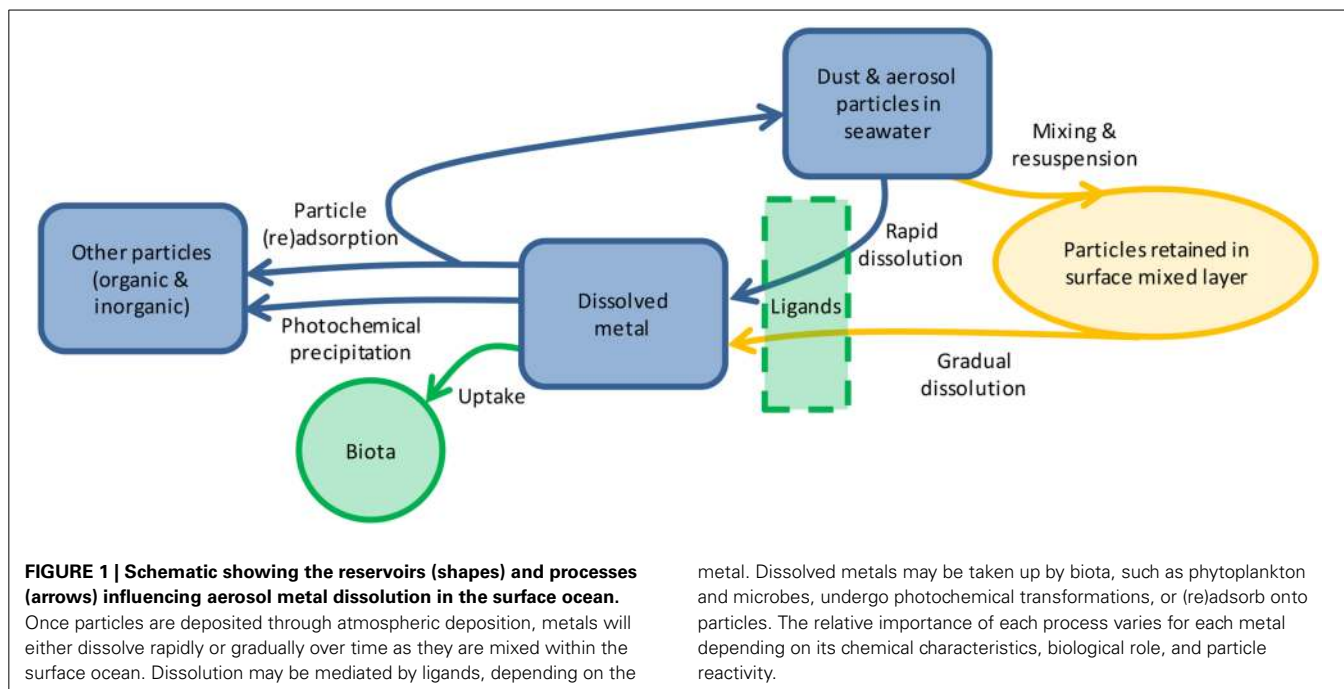 Dust & aerosol
particles in
seawater
Mixing &
resuspension
Particle
(re)adsorption
Other particles
(organic &
inorganic)
Rapid
dissolution
Particles retained in
surface mixed layer
Dissolved
metal
Ligands
Photochemical
precipitation
Gradual
dissolution
Uptake
Biota
FIGURE 1 | Schematic showing the reservoirs (shapes) and processes
(arrows) influencing aerosol metal dissolution in the surface ocean.
Once particles are deposited through atmospheric deposition, metals will
either dissolve rapidly or gradually over time as they are mixed within the
surface ocean. Dissolution may be mediated by ligands, depending on the
metal. Dissolved metals may be taken up by biota, such as phytoplankton
and microbes, undergo photochemical transformations, or (re)adsorb onto
particles. The relative importance of each process varies for each metal
depending on its chemical characteristics, biological role, and particle
reactivity.